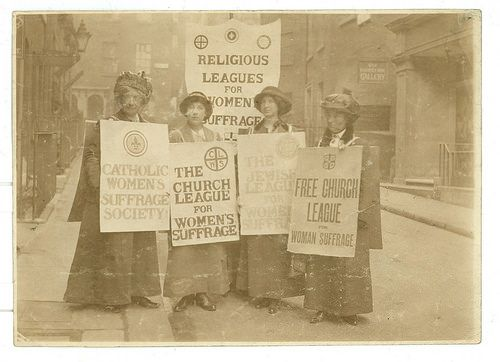 RELIGIOUS
LEAGUES
FOR
WOMEN'S
SUFFRAGE
CATHOLIC
WOMEN'S
SUFFRAGE
SOCIETY
THE
CHURCH
LEAGUE
FOR
WOMEN'S
SUFFRAGE
THE
JEWISH
LEAGUE
FOR
WOMEN'S
SUFFRAGE
FREE CHURCH
LEAGUE
FOR
WOMAN SUFFRAGE
GALLERY